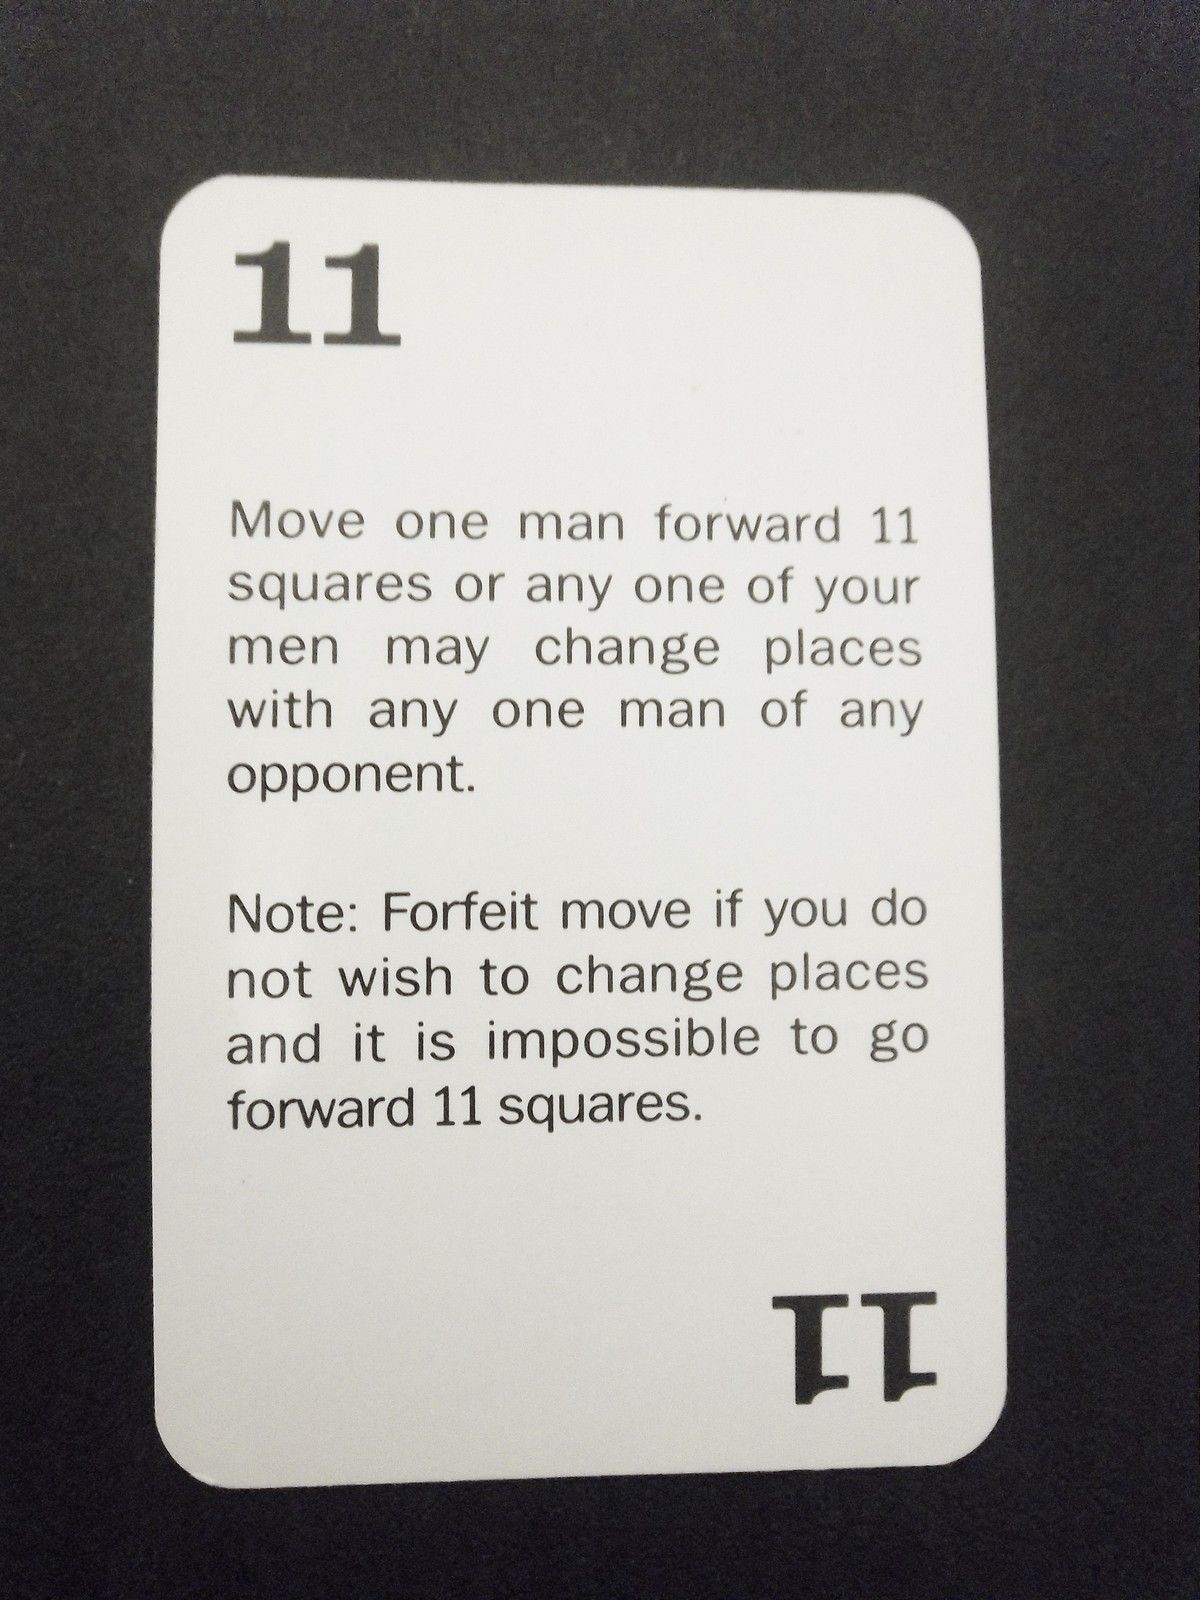 11
Move one man forward 11
squares or any one of your
men may change places
with any one man of any
opponent.
Note: Forfeit move if you do
not wish to change places
and it is impossible to go
forward 11 squares.
11